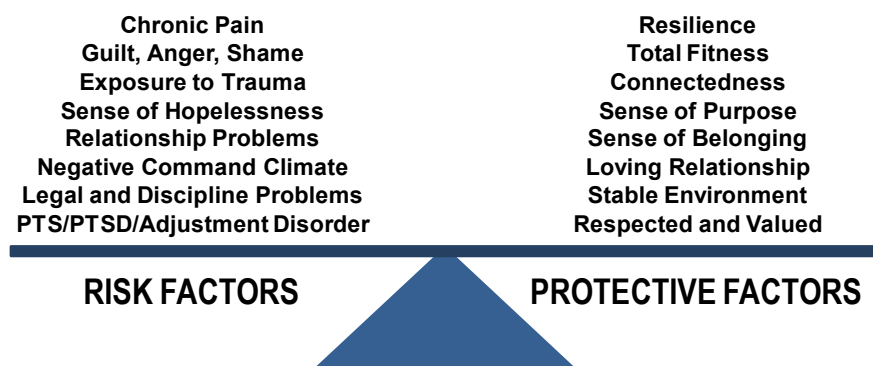 Chronic Pain
Guilt, Anger, Shame
Exposure to Trauma
Sense of Hopelessness
Relationship Problems
Negative Command Climate
Legal and Discipline Problems
PTS/PTSD/Adjustment Disorder
RISK FACTORS
Resilience
Total Fitness
Connectedness
Sense of Purpose
Sense of Belonging
Loving Relationship
Stable Environment
Respected and Valued
PROTECTIVE FACTORS